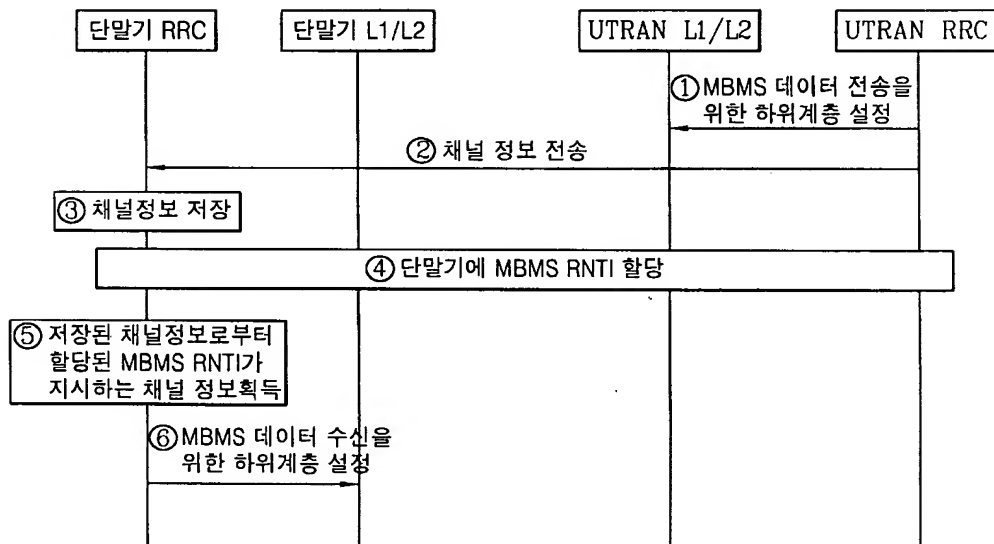 단말기 RRC
단말기 L1/L2
UTRAN L1/L2
UTRAN RRC
① MBMS 데이터 전송을
위한 하위계층 설정
② 채널 정보 전송
③ 채널정보 저장
④ 단말기에 MBMS RNTI 할당
⑤ 저장된 채널정보로부터
할당된 MBMS RNTI가
지시하는 채널 정보획득
⑥ MBMS 데이터 수신을
위한 하위계층 설정